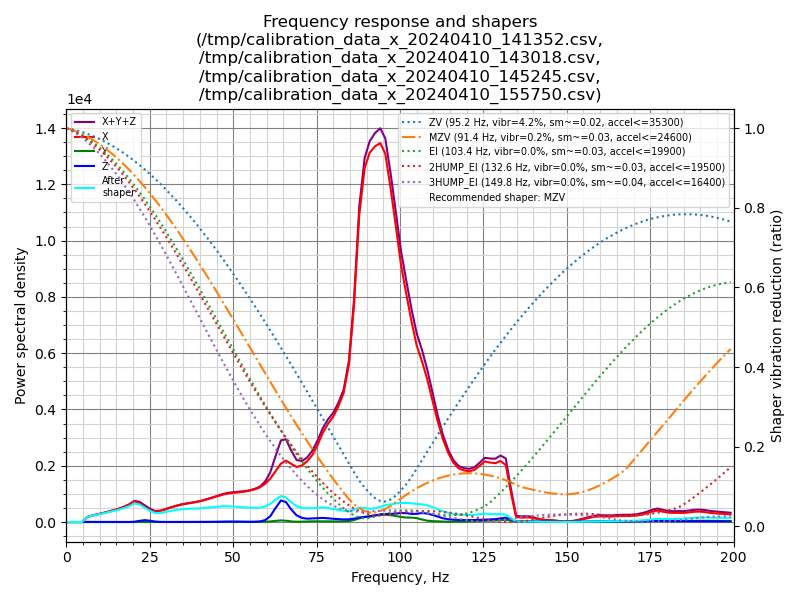 Frequency response and shapers
(/tmp/calibration_data_x_20240410_141352.csv,
/tmp/calibration_data_x_20240410_143018.csv,
/tmp/calibration_data_x_20240410_145245.csv,
/tmp/calibration_data_x_20240410_155750.csv)
1e4
X+Y+Z
X
Y
Z
After
shaper
ZV (95.2 Hz, vibr=4.2%, sm~=0.02, accel<=35300)
MZV (91.4 Hz, vibr=0.2%, sm~=0.03, accel<=24600)
EI (103.4 Hz, vibr=0.0%, sm~=0.03, accel<=19900)
2HUMP_EI (132.6 Hz, vibr=0.0%, sm~=0.03, accel<=19500)
3HUMP_EI (149.8 Hz, vibr=0.0%, sm~=0.04, accel<=16400)
Recommended shaper: MZV
Power spectral density
1.4
1.2
1.0
0.8
0.6
0.4
0.2
0.0
1.0
0.8
0.6
0.4
0.2
0.0
Shaper vibration reduction (ratio)
0 25 50 75 100 125 150 175 200
Frequency, Hz